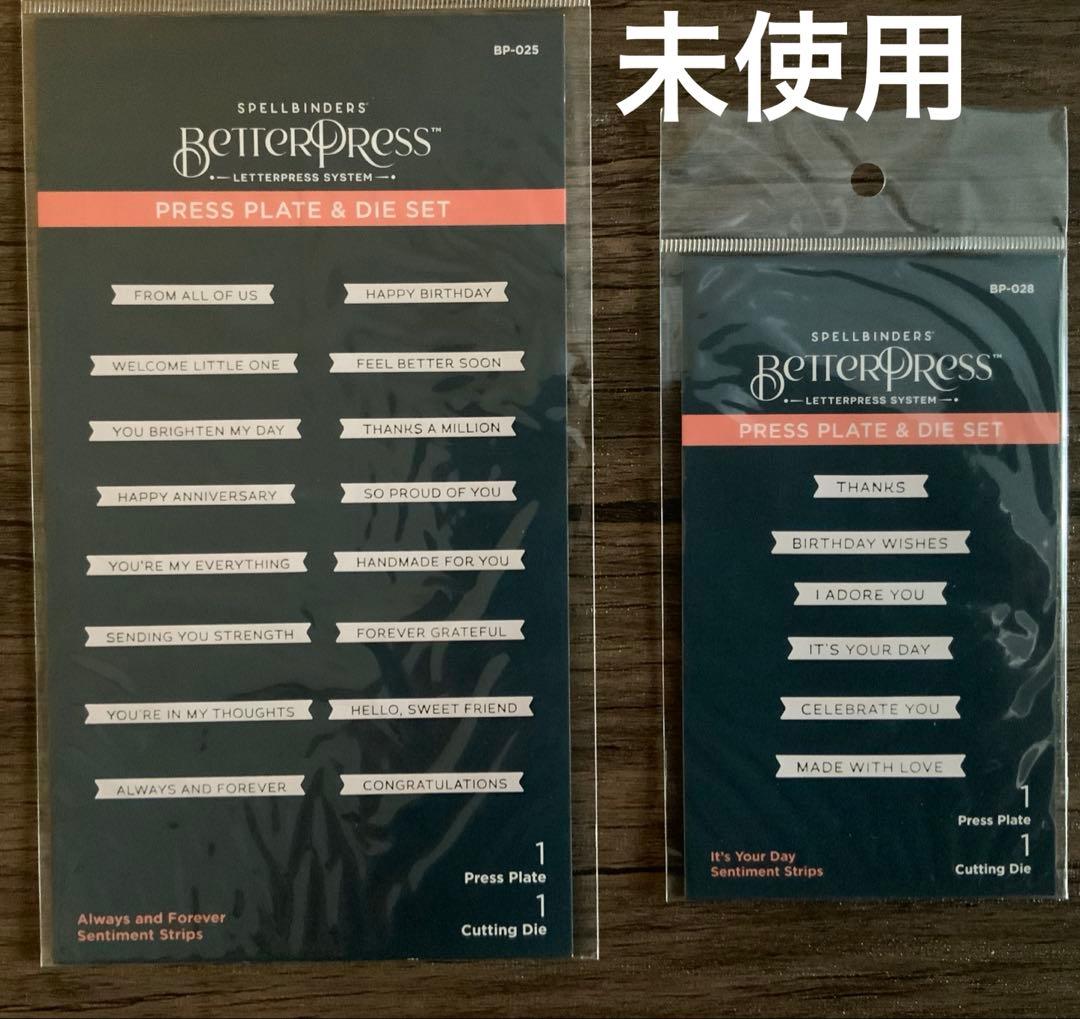 未使用
BP-025
SPELLBINDERS®
BETTERPRESS™
LETTERPRESS SYSTEM
PRESS PLATE & DIE SET
FROM ALL OF US
HAPPY BIRTHDAY
WELCOME LITTLE ONE
FEEL BETTER SOON
YOU BRIGHTEN MY DAY
THANKS A MILLION
HAPPY ANNIVERSARY
SO PROUD OF YOU
YOU'RE MY EVERYTHING
HANDMADE FOR YOU
SENDING YOU STRENGTH
FOREVER GRATEFUL
YOU'RE IN MY THOUGHTS
HELLO, SWEET FRIEND
ALWAYS AND FOREVER
CONGRATULATIONS
1
Press Plate
1
Cutting Die
Always and Forever
Sentiment Strips
BP-028
SPELLBINDERS®
BETTERPRESS™
LETTERPRESS SYSTEM
PRESS PLATE & DIE SET
THANKS
BIRTHDAY WISHES
I ADORE YOU
IT'S YOUR DAY
CELEBRATE YOU
MADE WITH LOVE
1
Press Plate
1
Cutting Die
It's Your Day
Sentiment Strips